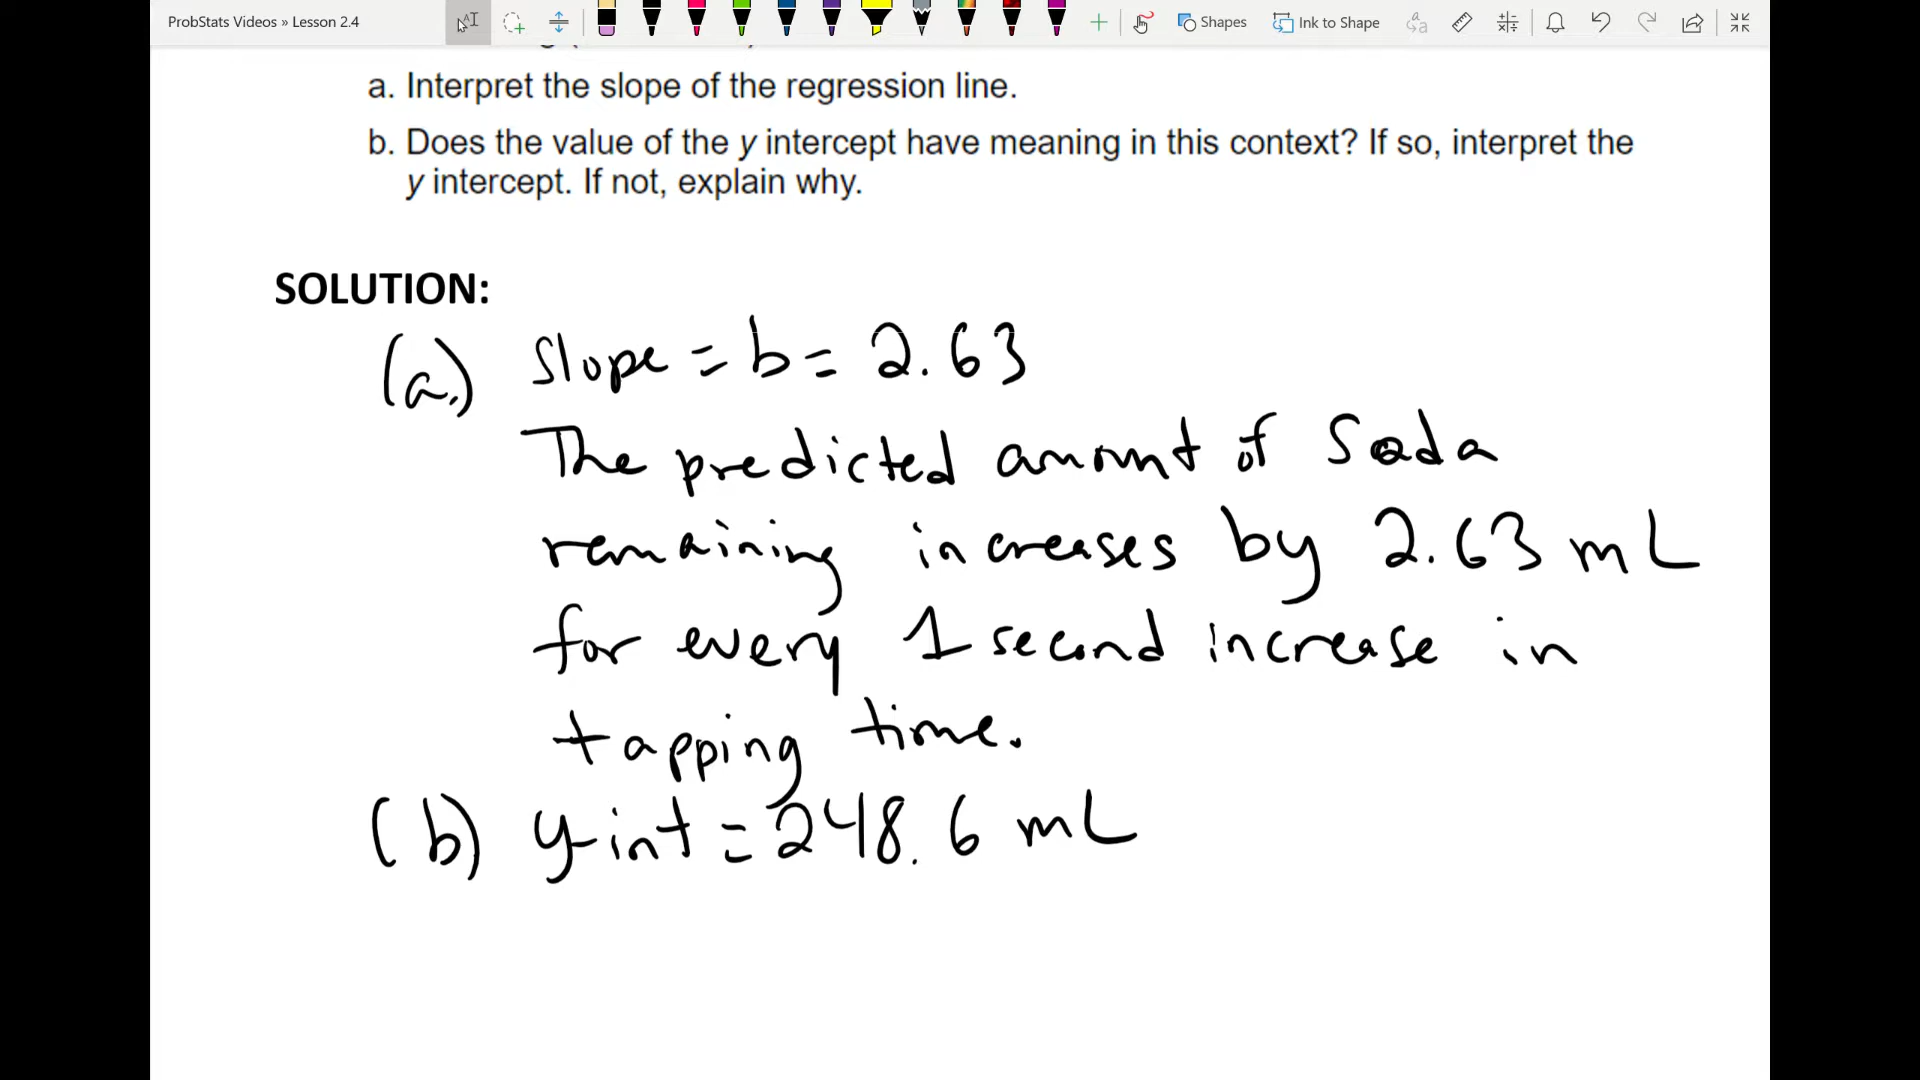 ProbStats Videos » Lesson 2.4
Shapes
Ink to Shape
a. Interpret the slope of the regression line.
b. Does the value of the y intercept have meaning in this context? If so, interpret the
y intercept. If not, explain why.
SOLUTION:
(a.) Slope = b = 2.63
The predicted amount of Soda
remaining increases by 2.63 mL
for every 1 second increase in
tapping time.
(b) y-int = 248.6 mL